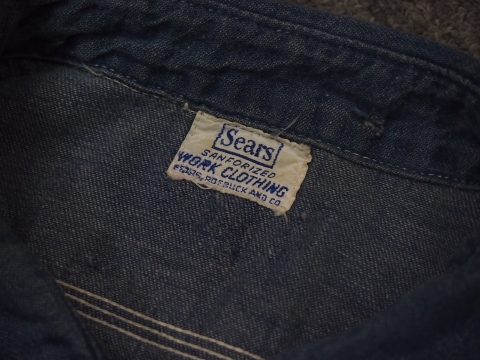 Sears
SANFORIZED
WORK CLOTHING
SEARS, ROEBUCK AND CO.